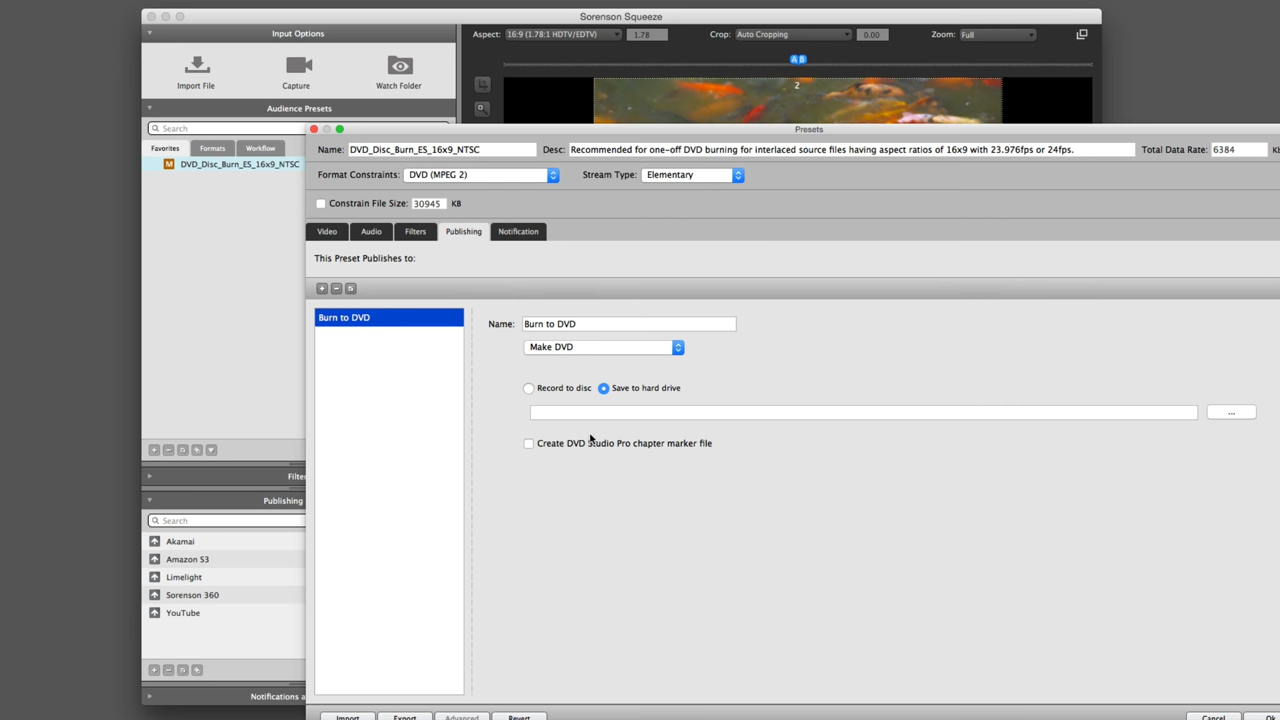 Sorenson Squeeze
Input Options
Aspect: 16:9 (1.78:1 HDTV/EDTV) 1.78 Crop: Auto Cropping 0.00 Zoom: Full
Import File Capture Watch Folder
A B
2
Audience Presets
Search
Favorites Formats Workflow
M DVD_Disc_Burn_ES_16x9_NTSC
Presets
Name: DVD_Disc_Burn_ES_16x9_NTSC Desc: Recommended for one-off DVD burning for interlaced source files having aspect ratios of 16x9 with 23.976fps or 24fps. Total Data Rate: 6384
Format Constraints: DVD (MPEG 2) Stream Type: Elementary
Constrain File Size: 30945 KB
Video Audio Filters Publishing Notification
This Preset Publishes to:
Burn to DVD
Name: Burn to DVD
Make DVD
Record to disc Save to hard drive
...
Create DVD Studio Pro chapter marker file
Filte
Publishing
Search
Akamai
Amazon S3
Limelight
Sorenson 360
YouTube
Notifications a
Import Export Advanced Revert Cancel